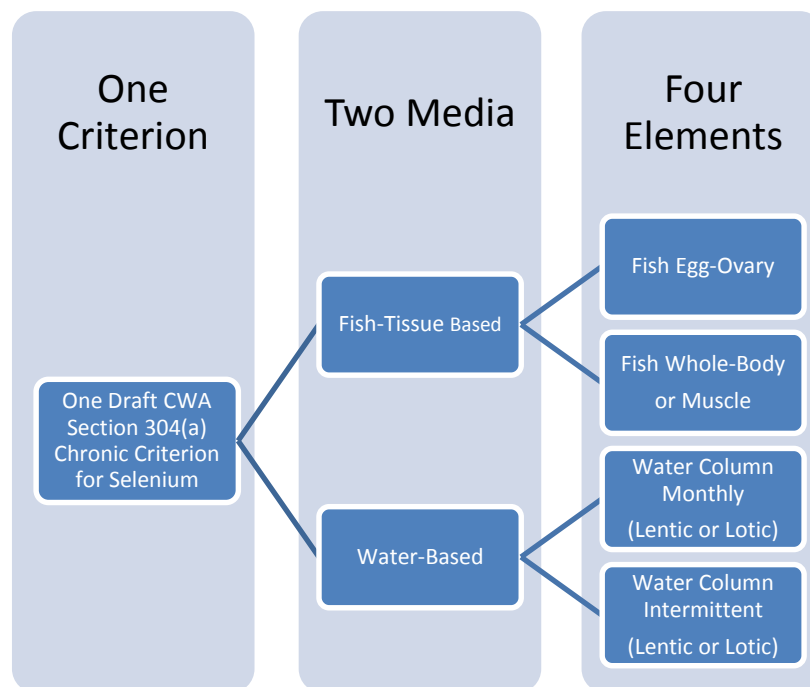 One
Criterion
Two Media
Four
Elements
One Draft CWA
Section 304(a)
Chronic Criterion
for Selenium
Fish-Tissue Based
Water-Based
Fish Egg-Ovary
Fish Whole-Body
or Muscle
Water Column
Monthly
(Lentic or Lotic)
Water Column
Intermittent
(Lentic or Lotic)